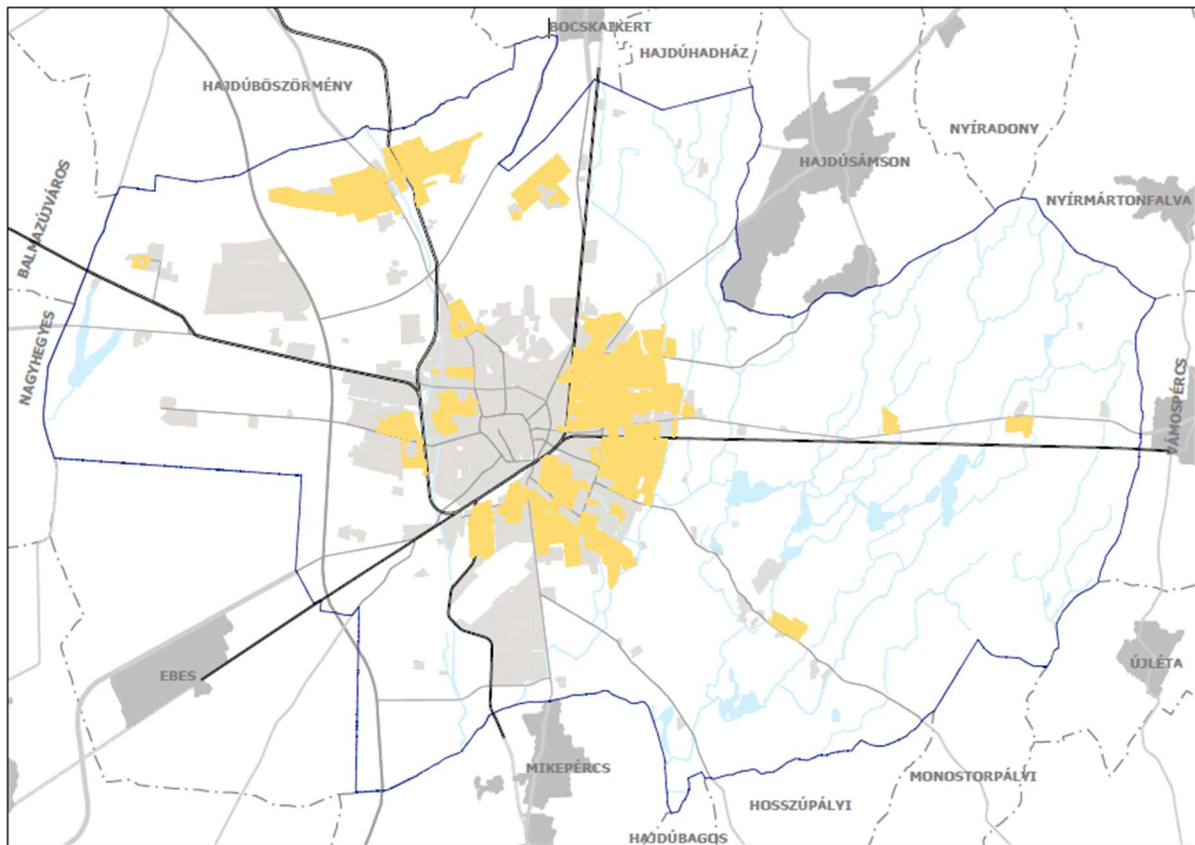 BOCSKAIKERT
HAJDÚHADHÁZ
HAJDÚBÖSZÖRMÉNY
NYÍRADONY
HAJDÚSÁMSON
NYÍRMÁRTONFALVA
BALMAZÚJVÁROS
NAGYHEGYES
VÁMOSPÉRCS
EBES
ÚJLÉTA
MIKEPÉRCS
MONOSTORPÁLYI
HOSSZÚPÁLYI
HAJDÚBAGOS